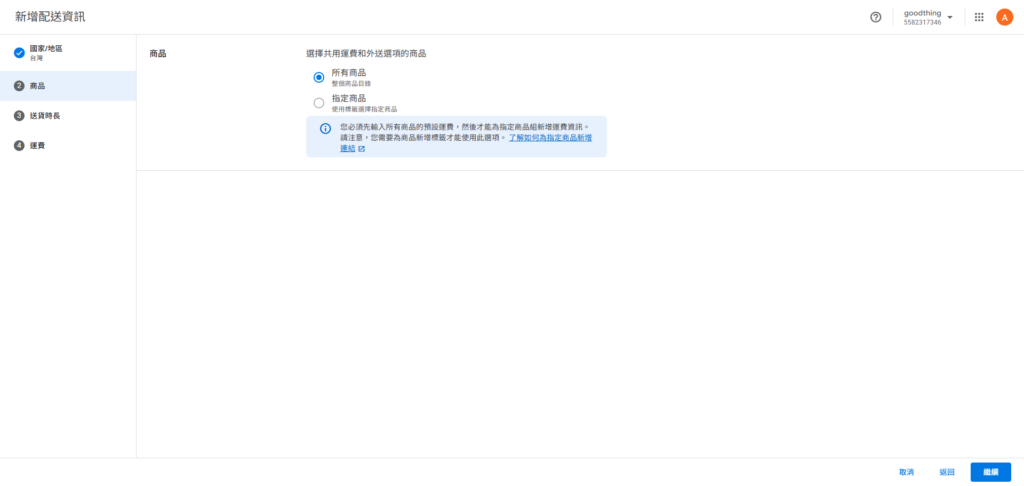 新增配送資訊
goodthing
5582317346
A
國家/地區
台灣
2 商品
3 送貨時長
4 運費
商品
選擇共用運費和外送選項的商品
所有商品
整個商品目錄
指定商品
使用標籤選擇指定商品
您必須先輸入所有商品的預設運費，然後才能為指定商品組新增運費資訊。
請注意，您需要為商品新增標籤才能使用此選項。 了解如何為指定商品新增
連結
取消
返回
繼續